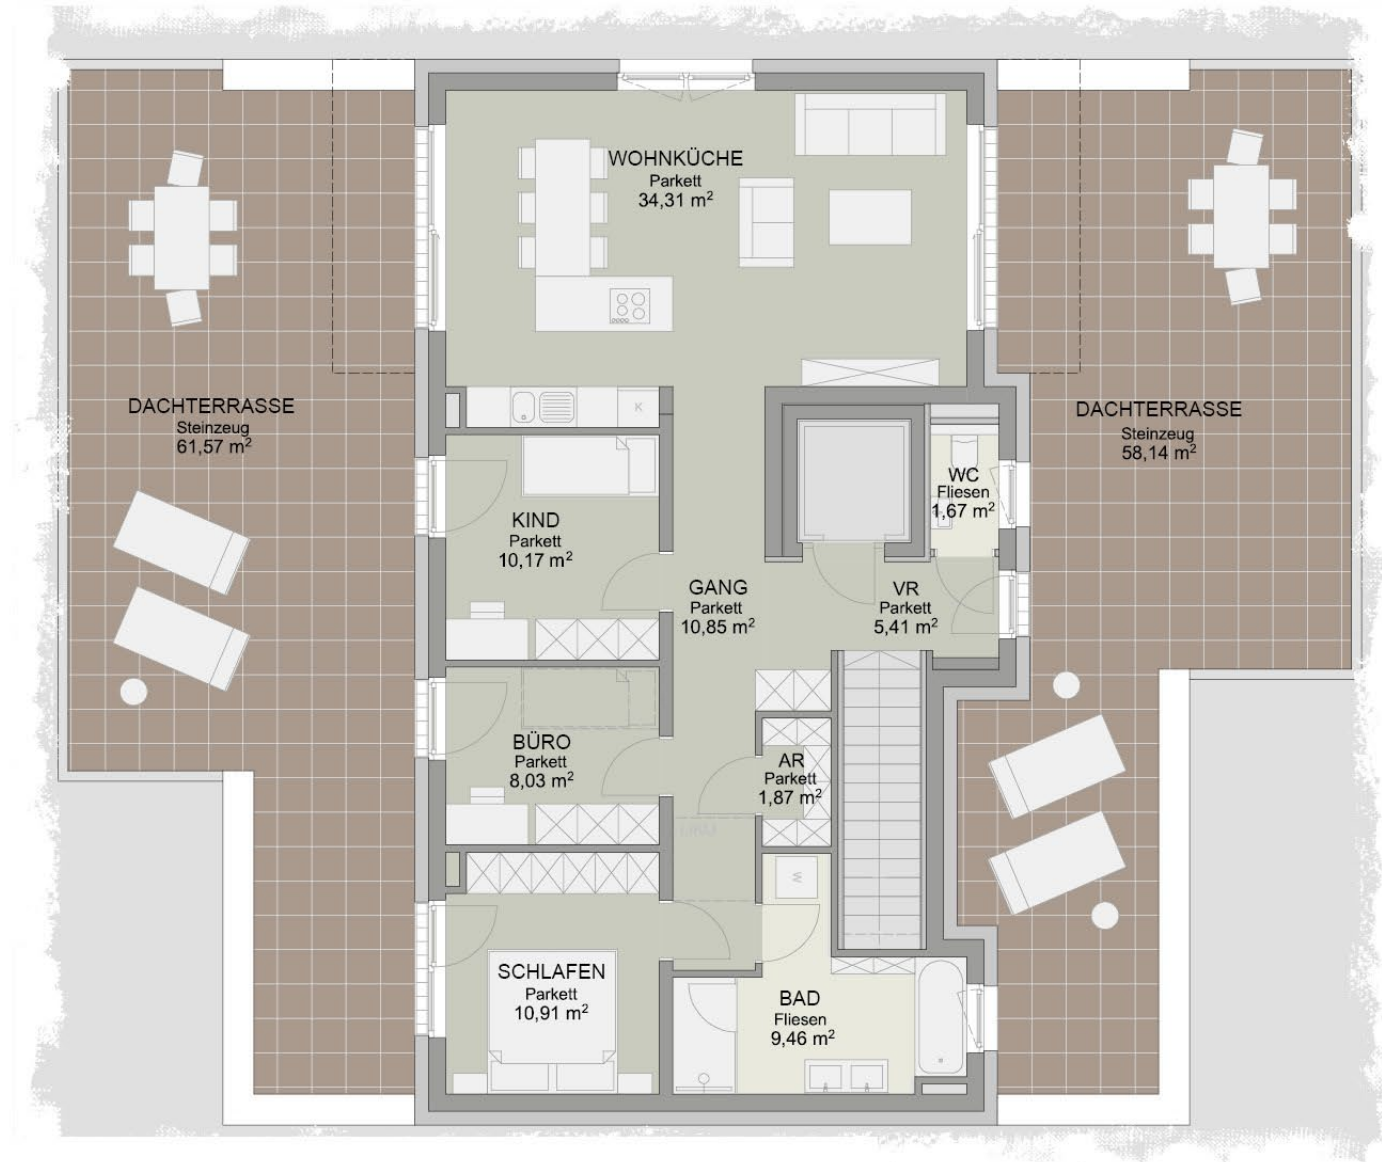 WOHNKÜCHE
Parkett
34,31 m²
DACHTERRASSE
Steinzeug
61,57 m²
DACHTERRASSE
Steinzeug
58,14 m²
K
WC
Fliesen
1,67 m²
KIND
Parkett
10,17 m²
GANG
Parkett
10,85 m²
VR
Parkett
5,41 m²
BÜRO
Parkett
8,03 m²
AR
Parkett
1,87 m²
W
SCHLAFEN
Parkett
10,91 m²
BAD
Fliesen
9,46 m²